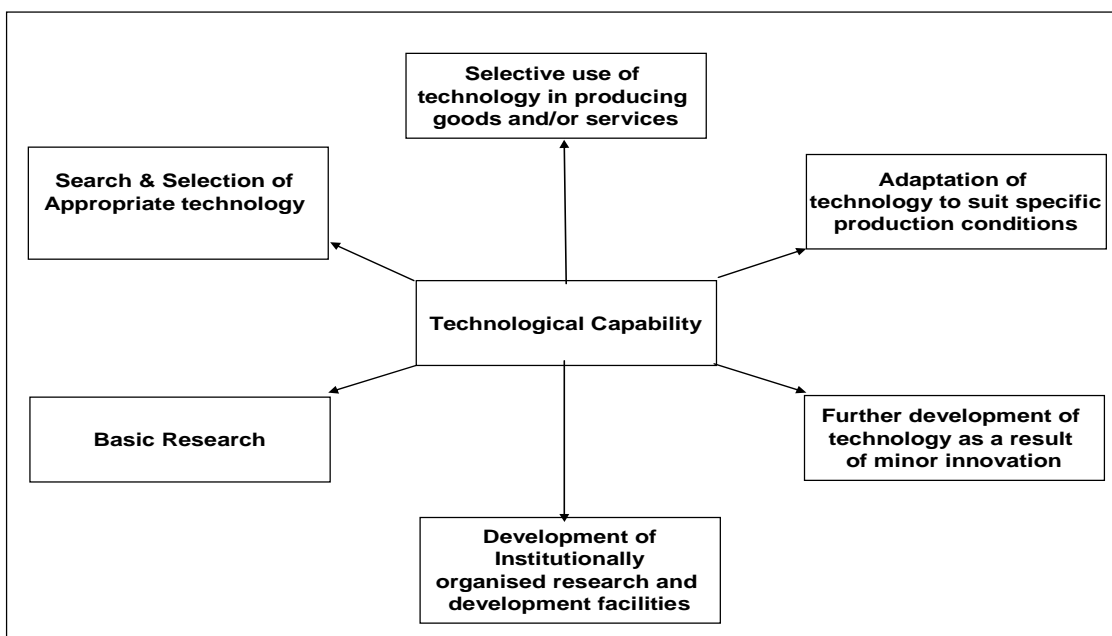 Selective use of
technology in producing
goods and/or services
Search & Selection of
Appropriate technology
Adaptation of
technology to suit specific
production conditions
Technological Capability
Basic Research
Further development of
technology as a result
of minor innovation
Development of
Institutionally
organised research and
development facilities